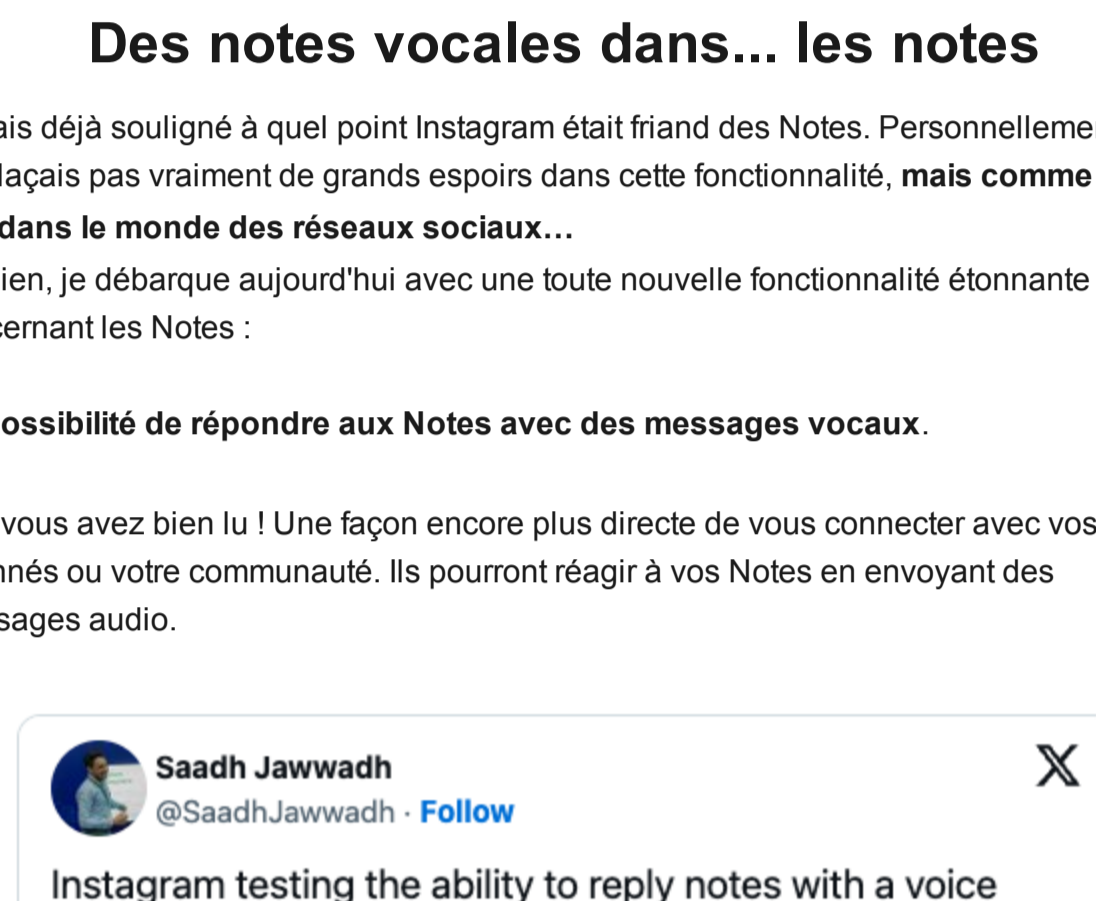 Des notes vocales dans... les notes
ais déjà souligné à quel point Instagram était friand des Notes. Personnelleme
laçais pas vraiment de grands espoirs dans cette fonctionnalité, mais comme
dans le monde des réseaux sociaux…
ien, je débarque aujourd'hui avec une toute nouvelle fonctionnalité étonnante
cernant les Notes :
ossibilité de répondre aux Notes avec des messages vocaux.
vous avez bien lu ! Une façon encore plus directe de vous connecter avec vos
nnés ou votre communauté. Ils pourront réagir à vos Notes en envoyant des
sages audio.
Saadh Jawwadh
X
@SaadhJawwadh · Follow
Instagram testing the ability to reply notes with a voice